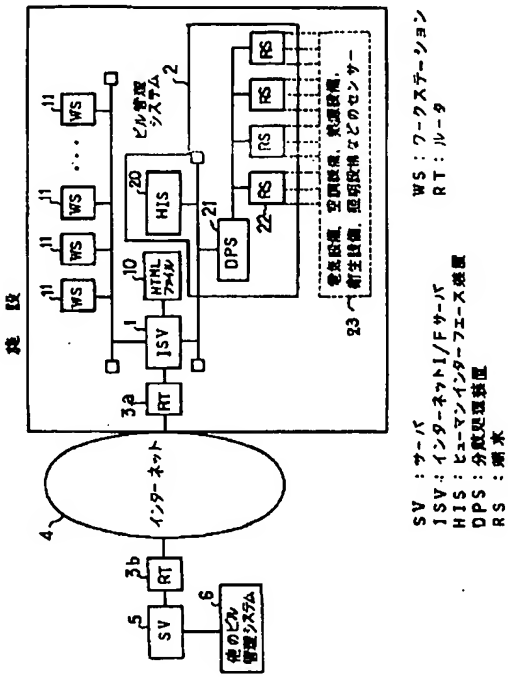 施設
11
WS
11
WS
11
WS
・・・
11
WS
ビル管理
システム
2
20
HIS
10
HTML
ファイル
1
ISV
3a
RT
21
DPS
22
RS
RS
RS
RS
電気設備、空調設備、熱源設備、
衛生設備、照明設備などのセンサー
23
4
インターネット
3b
RT
5
SV
6
他のビル
管理システム
SV : サーバ
ISV : インターネットI/Fサーバ
HIS : ヒューマンインターフェース装置
DPS : 分散処理装置
RS : 端末
WS : ワークステーション
RT : ルータ